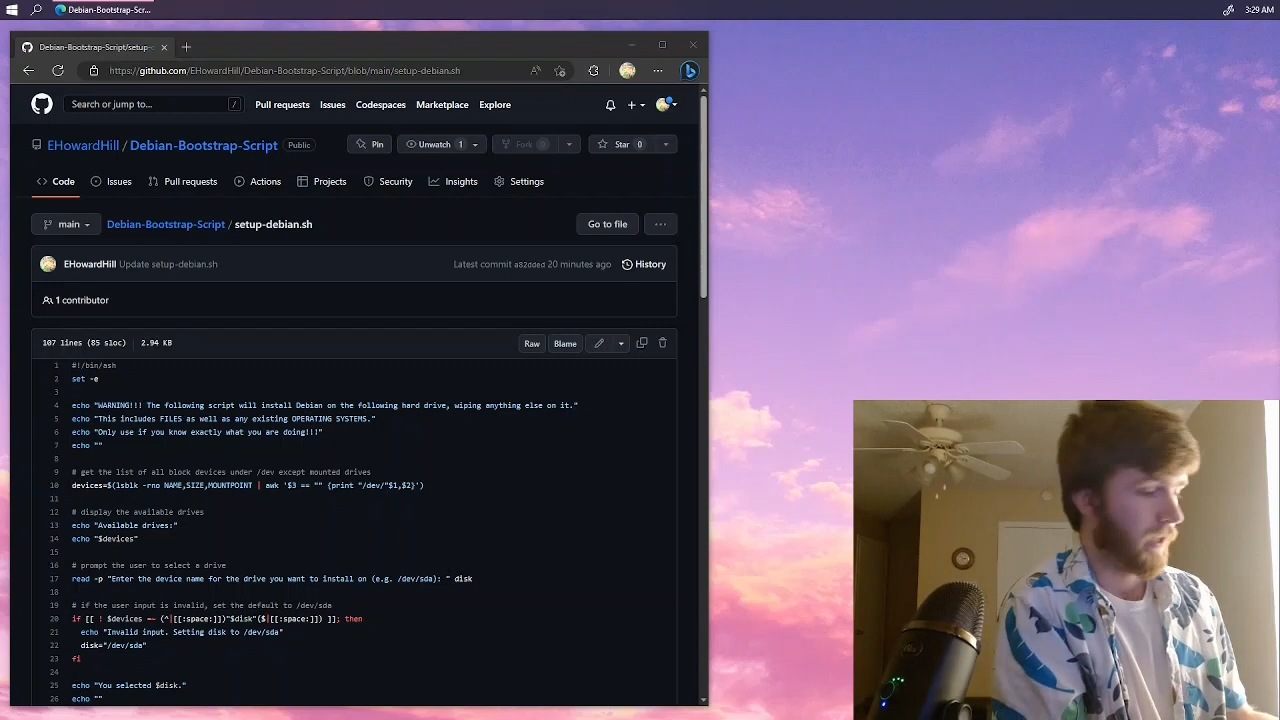 Debian-Bootstrap-Scr...
3:29 AM
Debian-Bootstrap-Script/setup-d
https://github.com/EHowardHill/Debian-Bootstrap-Script/blob/main/setup-debian.sh
Search or jump to... /
Pull requests Issues Codespaces Marketplace Explore
EHowardHill / Debian-Bootstrap-Script Public
Pin Unwatch 1 Fork 0 Star 0
Code Issues Pull requests Actions Projects Security Insights Settings
main Debian-Bootstrap-Script / setup-debian.sh Go to file ...
EHowardHill Update setup-debian.sh Latest commit a82dded 20 minutes ago History
1 contributor
107 lines (85 sloc) 2.94 KB Raw Blame
1 #!/bin/ash
2 set -e
3
4 echo "WARNING!!! The following script will install Debian on the following hard drive, wiping anything else on it."
5 echo "This includes FILES as well as any existing OPERATING SYSTEMS."
6 echo "Only use if you know exactly what you are doing!!!"
7 echo ""
8
9 # get the list of all block devices under /dev except mounted drives
10 devices=$(lsblk -rno NAME,SIZE,MOUNTPOINT | awk '$3 == "" {print "/dev/"$1,$2}')
11
12 # display the available drives
13 echo "Available drives:"
14 echo "$devices"
15
16 # prompt the user to select a drive
17 read -p "Enter the device name for the drive you want to install on (e.g. /dev/sda): " disk
18
19 # if the user input is invalid, set the default to /dev/sda
20 if [[ ! $devices =~ (^|[[:space:]])"$disk"($|[[:space:]]) ]]; then
21 echo "Invalid input. Setting disk to /dev/sda"
22 disk="/dev/sda"
23 fi
24
25 echo "You selected $disk."
26 echo ""